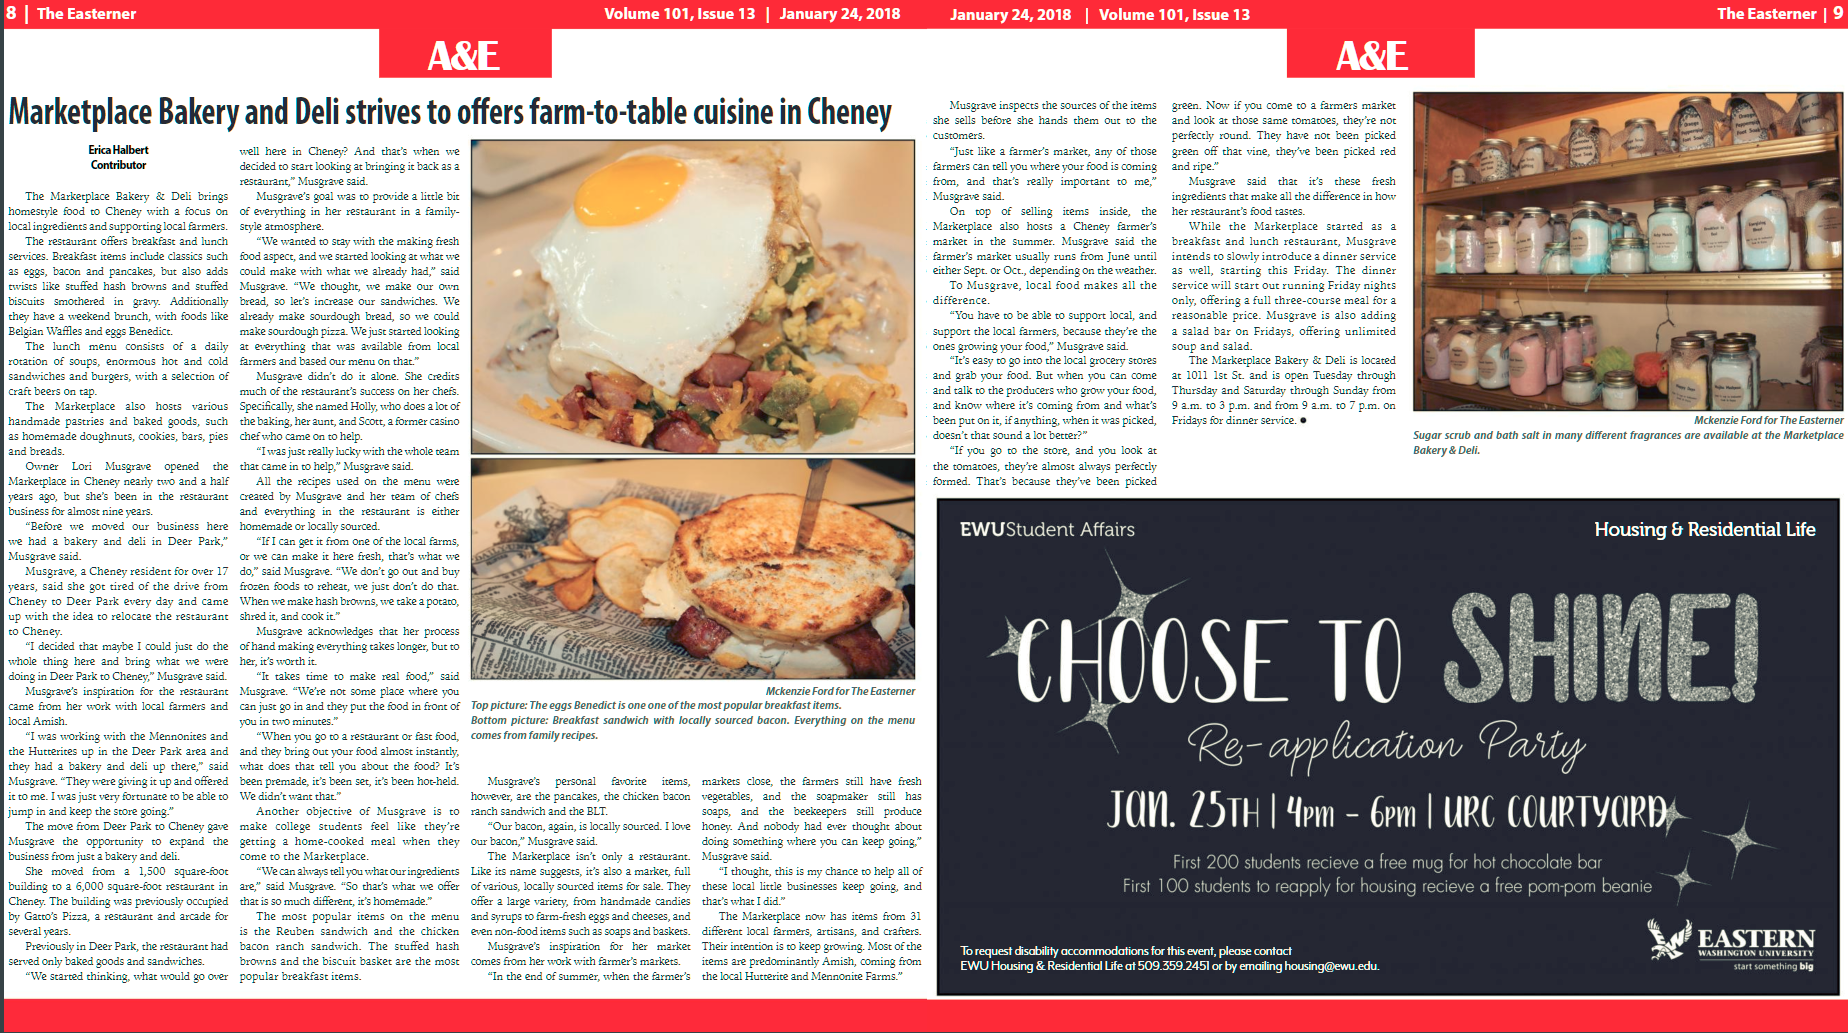 8 | The Easterner
Volume 101, Issue 13 | January 24, 2018
A&E
Marketplace Bakery and Deli strives to offers farm-to-table cuisine in Cheney
Erica Halbert
Contributor
The Marketplace Bakery & Deli brings
homestyle food to Cheney with a focus on
local ingredients and supporting local farmers.
The restaurant offers breakfast and lunch
services. Breakfast items include classics such
as eggs, bacon and pancakes, but also adds
twists like stuffed hash browns and stuffed
biscuits smothered in gravy. Additionally
they have a weekend brunch, with foods like
Belgian Waffles and eggs Benedict.
The lunch menu consists of a daily
rotation of soups, enormous hot and cold
sandwiches and burgers, with a selection of
craft beers on tap.
The Marketplace also hosts various
handmade pastries and baked goods, such
as homemade doughnuts, cookies, bars, pies
and breads.
Owner Lori Musgrave opened the
Marketplace in Cheney nearly two and a half
years ago, but she's been in the restaurant
business for almost nine years.
"Before we moved our business here
we had a bakery and deli in Deer Park,"
Musgrave said.
Musgrave, a Cheney resident for over 17
years, said she got tired of the drive from
Cheney to Deer Park every day and came
up with the idea to relocate the restaurant
to Cheney.
"I decided that maybe I could just do the
whole thing here and bring what we were
doing in Deer Park to Cheney," Musgrave said.
Musgrave's inspiration for the restaurant
came from her work with local farmers and
local Amish.
"I was working with the Mennonites and
the Hutterites up in the Deer Park area and
they had a bakery and deli up there," said
Musgrave. "They were giving it up and offered
it to me. I was just very fortunate to be able to
jump in and keep the store going."
The move from Deer Park to Cheney gave
Musgrave the opportunity to expand the
business from just a bakery and deli.
She moved from a 1,500 square-foot
building to a 6,000 square-foot restaurant in
Cheney. The building was previously occupied
by Gatto's Pizza, a restaurant and arcade for
several years.
Previously in Deer Park, the restaurant had
served only baked goods and sandwiches.
"We started thinking, what would go over
well here in Cheney? And that's when we
decided to start looking at bringing it back as a
restaurant," Musgrave said.
Musgrave's goal was to provide a little bit
of everything in her restaurant in a family-
style atmosphere.
"We wanted to stay with the making fresh
food aspect, and we started looking at what we
could make with what we already had," said
Musgrave. "We thought, we make our own
bread, so let's increase our sandwiches. We
already make sourdough bread, so we could
make sourdough pizza. We just started looking
at everything that was available from local
farmers and based our menu on that."
Musgrave didn't do it alone. She credits
much of the restaurant's success on her chefs.
Specifically, she named Holly, who does a lot of
the baking, her aunt, and Scott, a former casino
chef who came on to help.
"I was just really lucky with the whole team
that came in to help," Musgrave said.
All the recipes used on the menu were
created by Musgrave and her team of chefs
and everything in the restaurant is either
homemade or locally sourced.
"If I can get it from one of the local farms,
or we can make it here fresh, that's what we
do," said Musgrave. "We don't go out and buy
frozen foods to reheat, we just don't do that.
When we make hash browns, we take a potato,
shred it, and cook it."
Musgrave acknowledges that her process
of hand making everything takes longer, but to
her, it's worth it.
"It takes time to make real food," said
Musgrave. "We're not some place where you
can just go in and they put the food in front of
you in two minutes."
"When you go to a restaurant or fast food,
and they bring out your food almost instantly,
what does that tell you about the food? It's
been premade, it's been set, it's been hot-held.
We didn't want that."
Another objective of Musgrave is to
make college students feel like they're
getting a home-cooked meal when they
come to the Marketplace.
"We can always tell you what our ingredients
are," said Musgrave. "So that's what we offer
that is so much different, it's homemade."
The most popular items on the menu
is the Reuben sandwich and the chicken
bacon ranch sandwich. The stuffed hash
browns and the biscuit basket are the most
popular breakfast items.
Mckenzie Ford for The Easterner
Top picture: The eggs Benedict is one one of the most popular breakfast items.
Bottom picture: Breakfast sandwich with locally sourced bacon. Everything on the menu
comes from family recipes.
Musgrave's personal favorite items,
however, are the pancakes, the chicken bacon
ranch sandwich and the BLT.
"Our bacon, again, is locally sourced. I love
our bacon," Musgrave said.
The Marketplace isn't only a restaurant.
Like its name suggests, it's also a market, full
of various, locally sourced items for sale. They
offer a large variety, from handmade candies
and syrups to farm-fresh eggs and cheeses, and
even non-food items such as soaps and baskets.
Musgrave's inspiration for her market
comes from her work with farmer's markets.
"In the end of summer, when the farmer's
markets close, the farmers still have fresh
vegetables, and the soapmaker still has
soaps, and the beekeepers still produce
honey. And nobody had ever thought about
doing something where you can keep going,"
Musgrave said.
"I thought, this is my chance to help all of
these local little businesses keep going, and
that's what I did."
The Marketplace now has items from 31
different local farmers, artisans, and crafters.
Their intention is to keep growing. Most of the
items are predominantly Amish, coming from
the local Hutterite and Mennonite Farms."
January 24, 2018 | Volume 101, Issue 13
The Easterner | 9
A&E
Musgrave inspects the sources of the items
she sells before she hands them out to the
customers.
"Just like a farmer's market, any of those
farmers can tell you where your food is coming
from, and that's really important to me,"
Musgrave said.
On top of selling items inside, the
Marketplace also hosts a Cheney farmer's
market in the summer. Musgrave said the
farmer's market usually runs from June until
either Sept. or Oct., depending on the weather.
To Musgrave, local food makes all the
difference.
"You have to be able to support local, and
support the local farmers, because they're the
ones growing your food," Musgrave said.
"It's easy to go into the local grocery stores
and grab your food. But when you can come
and talk to the producers who grow your food,
and know where it's coming from and what's
been put on it, if anything, when it was picked,
doesn't that sound a lot better?"
"If you go to the store, and you look at
the tomatoes, they're almost always perfectly
formed. That's because they've been picked
green. Now if you come to a farmers market
and look at those same tomatoes, they're not
perfectly round. They have not been picked
green off that vine, they've been picked red
and ripe."
Musgrave said that it's these fresh
ingredients that make all the difference in how
her restaurant's food tastes.
While the Marketplace started as a
breakfast and lunch restaurant, Musgrave
intends to slowly introduce a dinner service
as well, starting this Friday. The dinner
service will start out running Friday nights
only, offering a full three-course meal for a
reasonable price. Musgrave is also adding
a salad bar on Fridays, offering unlimited
soup and salad.
The Marketplace Bakery & Deli is located
at 1011 1st St. and is open Tuesday through
Thursday and Saturday through Sunday from
9 a.m. to 3 p.m. and from 9 a.m. to 7 p.m. on
Fridays for dinner service. ●
Mckenzie Ford for The Easterner
Sugar scrub and bath salt in many different fragrances are available at the Marketplace
Bakery & Deli.
EWUStudent Affairs
Housing & Residential Life
CHOOSE TO SHINE!
Re-application Party
JAN. 25TH | 4PM - 6PM | URC COURTYARD
First 200 students recieve a free mug for hot chocolate bar
First 100 students to reapply for housing recieve a free pom-pom beanie
To request disability accommodations for this event, please contact
EWU Housing & Residential Life at 509.359.2451 or by emailing housing@ewu.edu.
EASTERN
WASHINGTON UNIVERSITY
start something big